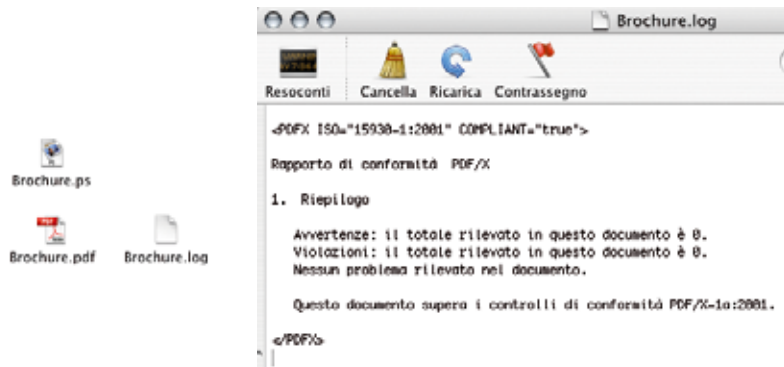 Brochure.ps
Brochure.pdf
Brochure.log
Brochure.log
Resoconti
Cancella
Ricarica
Contrassegno
<PDFX ISO="15930-1:2001" COMPLIANT="true">
Rapporto di conformità PDF/X
1. Riepilogo
Avvertenze: il totale rilevato in questo documento è 0.
Violazioni: il totale rilevato in questo documento è 0.
Nessun problema rilevato nel documento.
Questo documento supera i controlli di conformità PDF/X-1a:2001.
</PDFX>